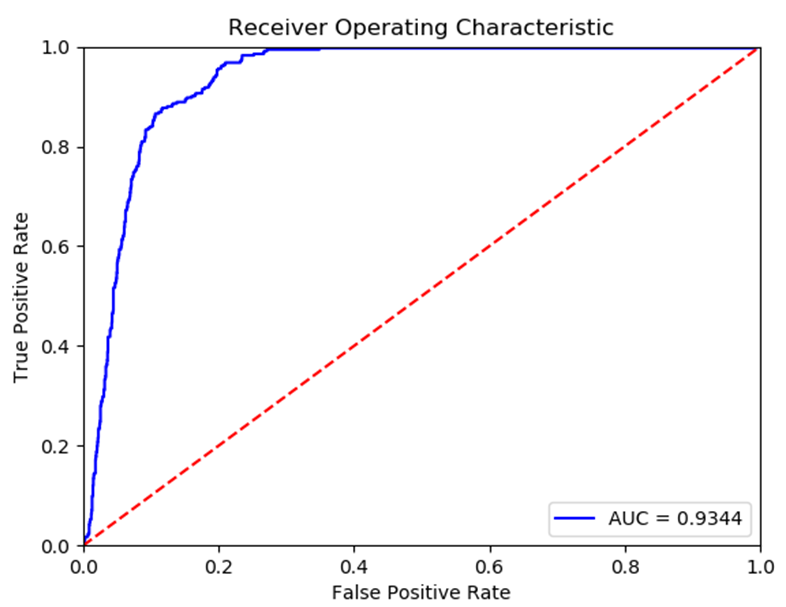 Receiver Operating Characteristic
1.0
0.8
0.6
0.4
0.2
0.0
True Positive Rate
AUC = 0.9344
0.0 0.2 0.4 0.6 0.8 1.0
False Positive Rate